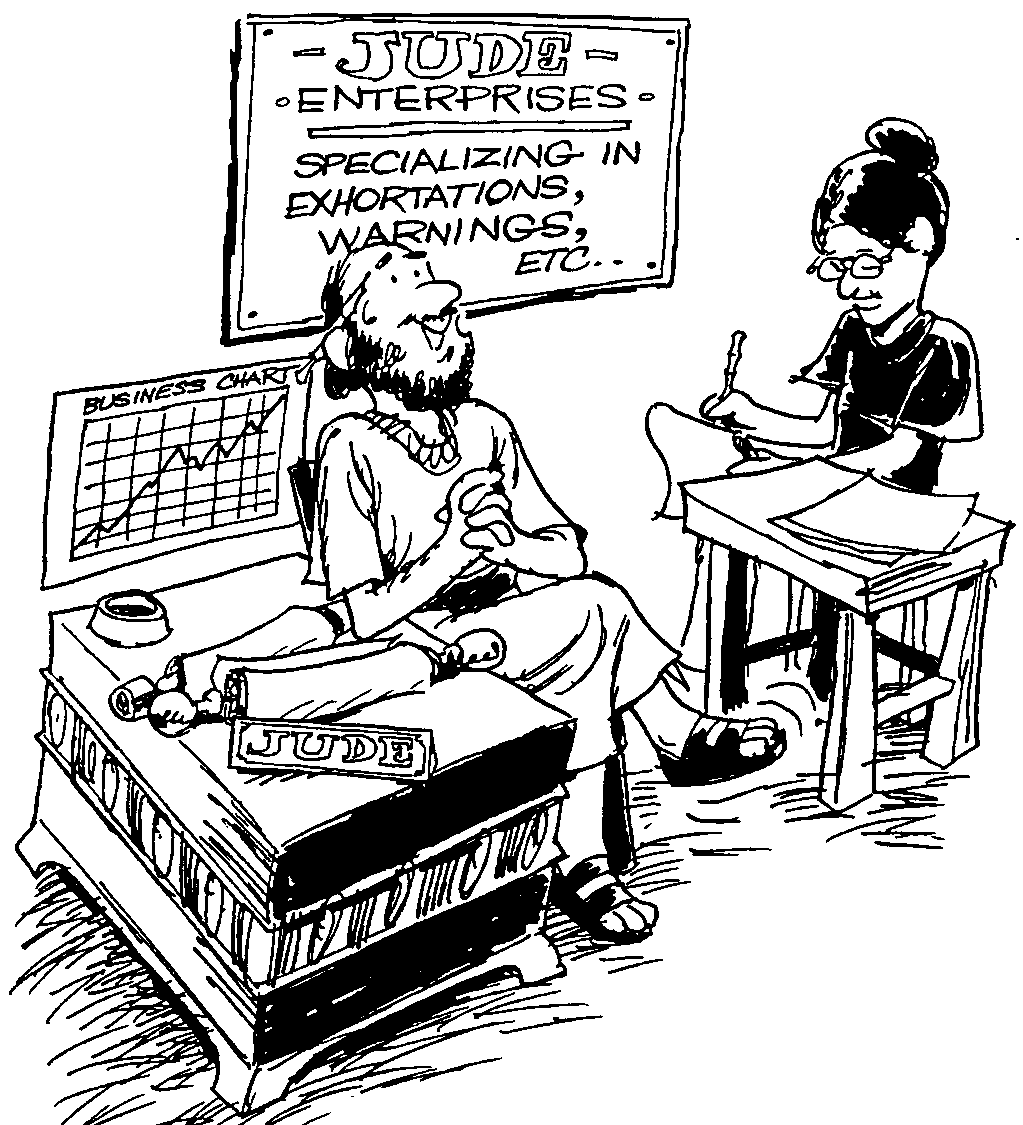 - JUDE -
ENTERPRISES
SPECIALIZING IN
EXHORTATIONS,
WARNINGS,
ETC..
BUSINESS CHART
JUDE